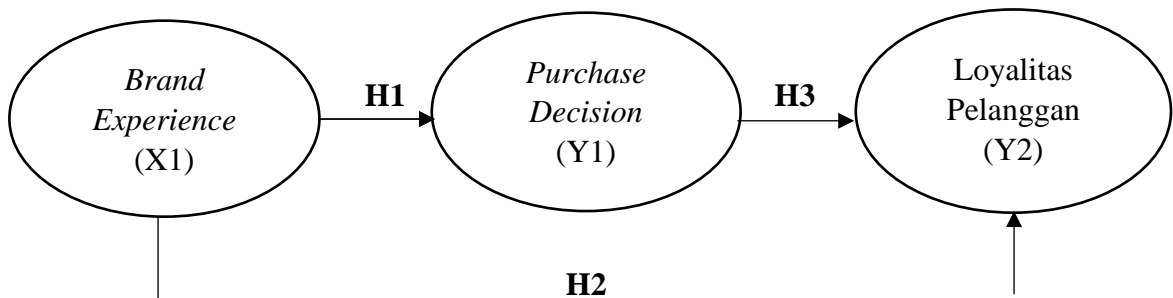 Brand
Experience
(X1)
H1
Purchase
Decision
(Y1)
H3
Loyalitas
Pelanggan
(Y2)
H2